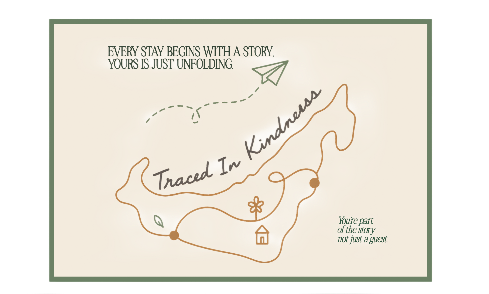 EVERY STAY BEGINS WITH A STORY.
YOURS IS JUST UNFOLDING.
Traced In Kindness
You're part
of the story
not just a guest